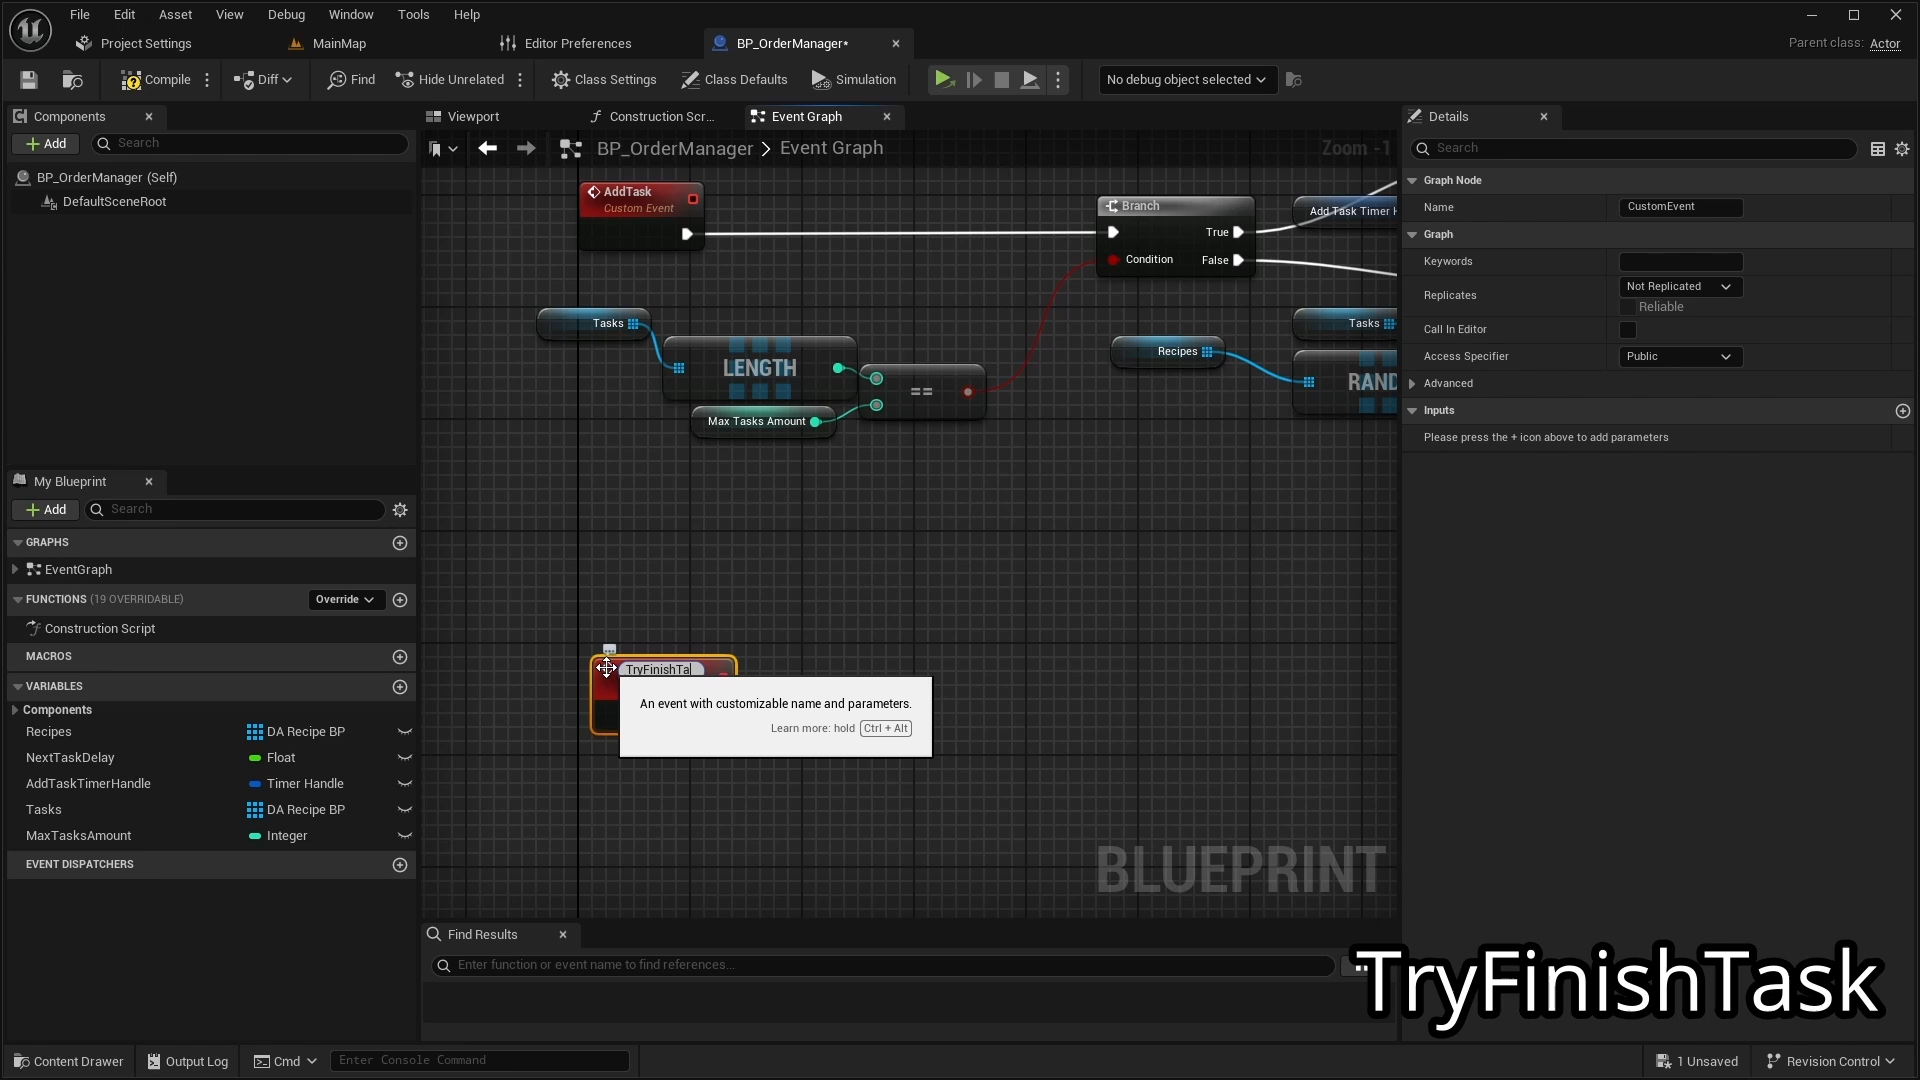 File Edit Asset View Debug Window Tools Help
Project Settings MainMap Editor Preferences BP_OrderManager* Parent class: Actor
Compile Diff Find Hide Unrelated Class Settings Class Defaults Simulation No debug object selected
Components
Add Search
BP_OrderManager (Self)
DefaultSceneRoot
My Blueprint
Add Search
GRAPHS
EventGraph
FUNCTIONS (19 OVERRIDABLE) Override
Construction Script
MACROS
VARIABLES
Components
Recipes DA Recipe BP
NextTaskDelay Float
AddTaskTimerHandle Timer Handle
Tasks DA Recipe BP
MaxTasksAmount Integer
EVENT DISPATCHERS
Viewport Construction Scr... Event Graph
BP_OrderManager > Event Graph Zoom -1
AddTask
Custom Event
Branch
True
Condition False
Add Task Timer H
Tasks
LENGTH
Max Tasks Amount
==
Recipes
Tasks
RAND
TryFinishTa
An event with customizable name and parameters.
Learn more: hold Ctrl + Alt
BLUEPRINT
Find Results
Enter function or event name to find references...
Details
Search
Graph Node
Name CustomEvent
Graph
Keywords
Replicates Not Replicated
Reliable
Call In Editor
Access Specifier Public
Advanced
Inputs
Please press the + icon above to add parameters
TryFinishTask
Content Drawer Output Log Cmd Enter Console Command 1 Unsaved Revision Control